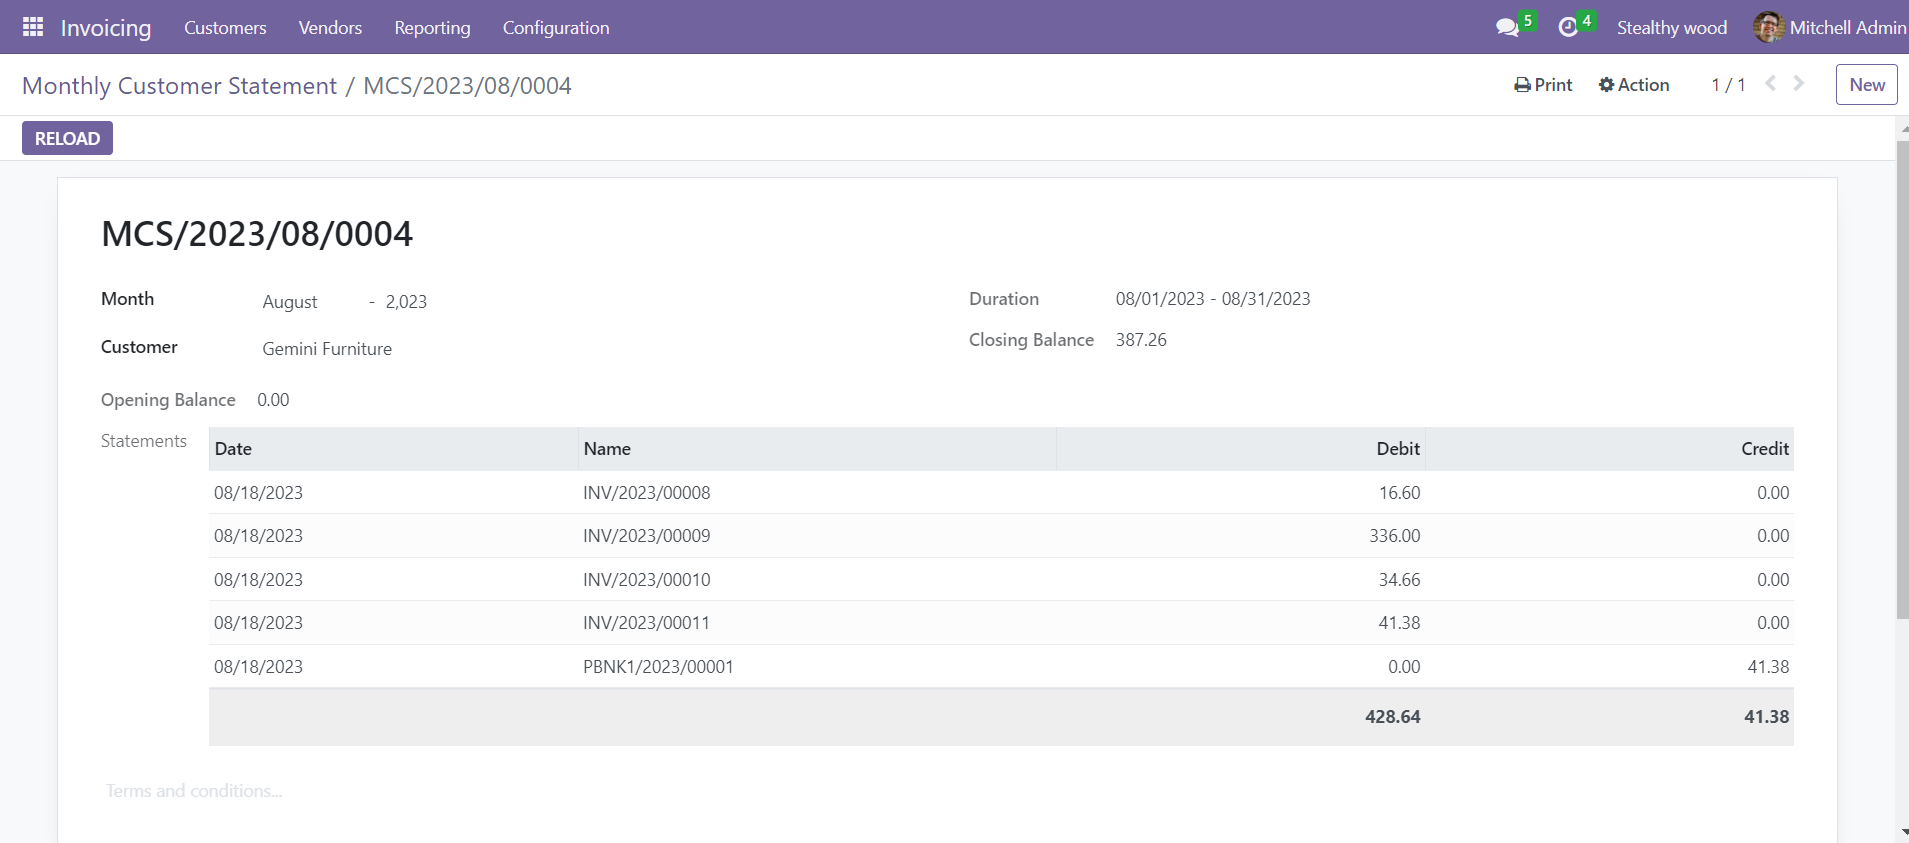 Invoicing Customers Vendors Reporting Configuration 5 4 Stealthy wood Mitchell Admin
Monthly Customer Statement / MCS/2023/08/0004 Print Action 1 / 1 New
RELOAD
MCS/2023/08/0004
Month August - 2,023 Duration 08/01/2023 - 08/31/2023
Customer Gemini Furniture Closing Balance 387.26
Opening Balance 0.00
Statements Date Name Debit Credit
08/18/2023 INV/2023/00008 16.60 0.00
08/18/2023 INV/2023/00009 336.00 0.00
08/18/2023 INV/2023/00010 34.66 0.00
08/18/2023 INV/2023/00011 41.38 0.00
08/18/2023 PBNK1/2023/00001 0.00 41.38
428.64 41.38
Terms and conditions...